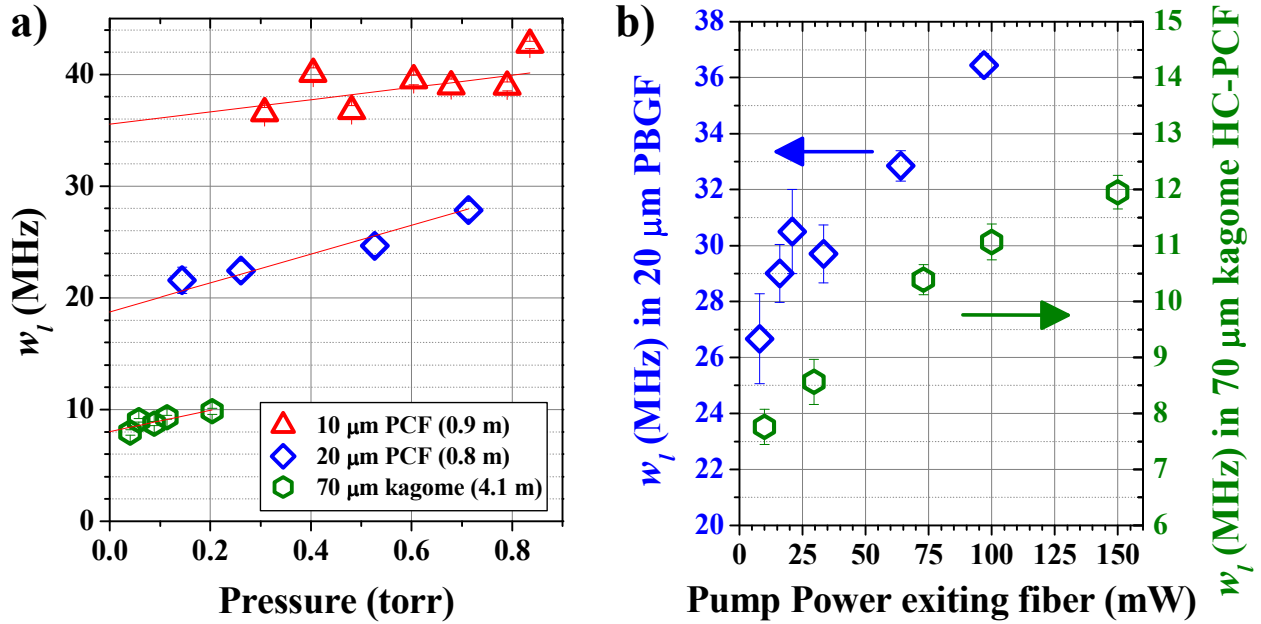 a)
w_l (MHz)
40
30
20
10
0
0.0 0.2 0.4 0.6 0.8
Pressure (torr)
10 μm PCF (0.9 m)
20 μm PCF (0.8 m)
70 μm kagome (4.1 m)
b)
w_l (MHz) in 20 μm PBGF
38
36
34
32
30
28
26
24
22
20
0 25 50 75 100 125 150
Pump Power exiting fiber (mW)
15
14
13
12
11
10
9
8
7
6
w_l (MHz) in 70 μm kagome HC-PCF